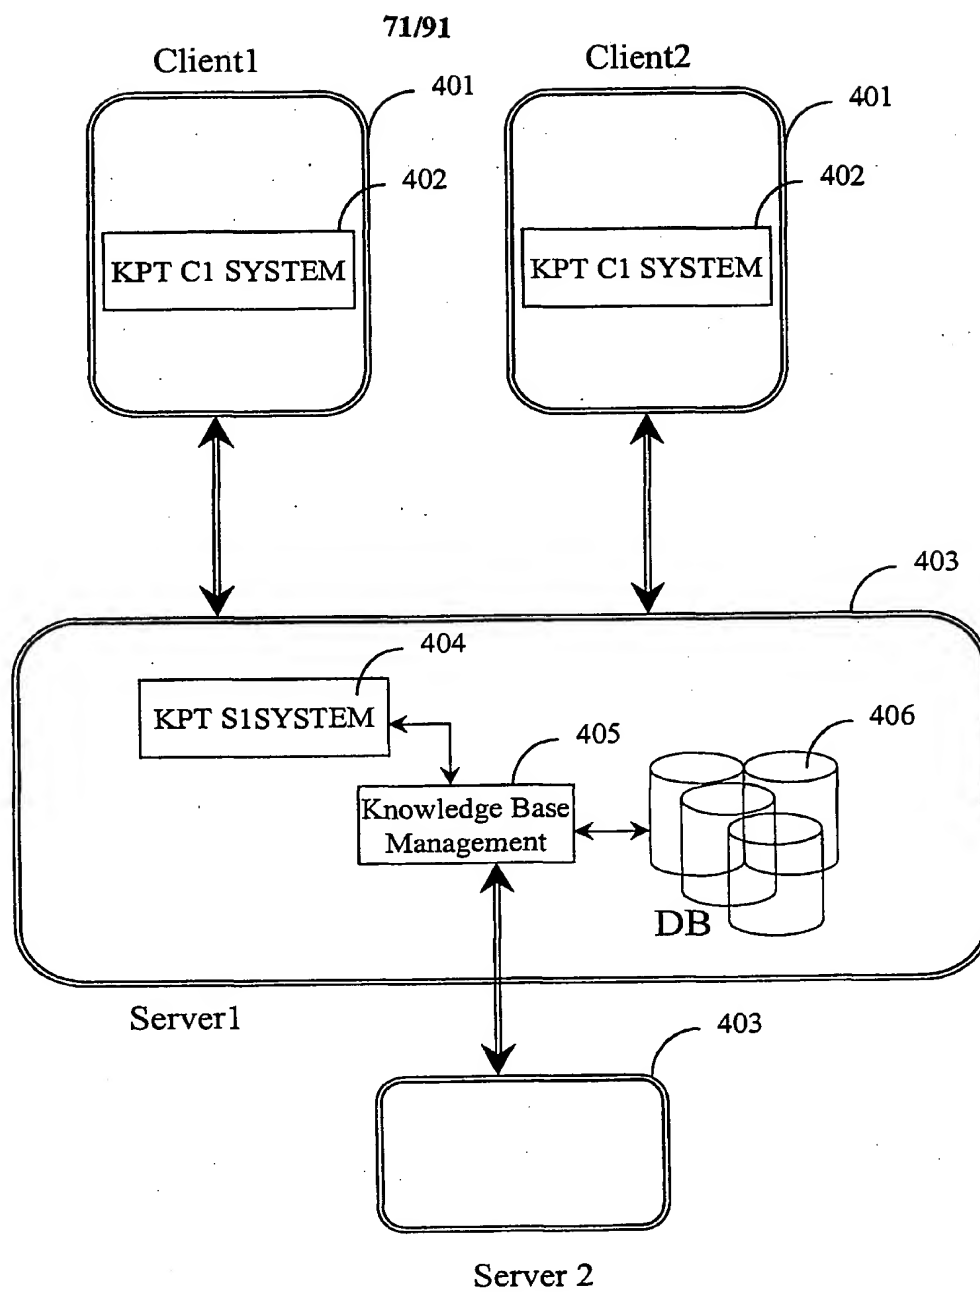 71/91
Client1
Client2
401
401
402
402
KPT C1 SYSTEM
KPT C1 SYSTEM
403
404
KPT S1SYSTEM
406
405
Knowledge Base
Management
DB
Server1
403
Server 2